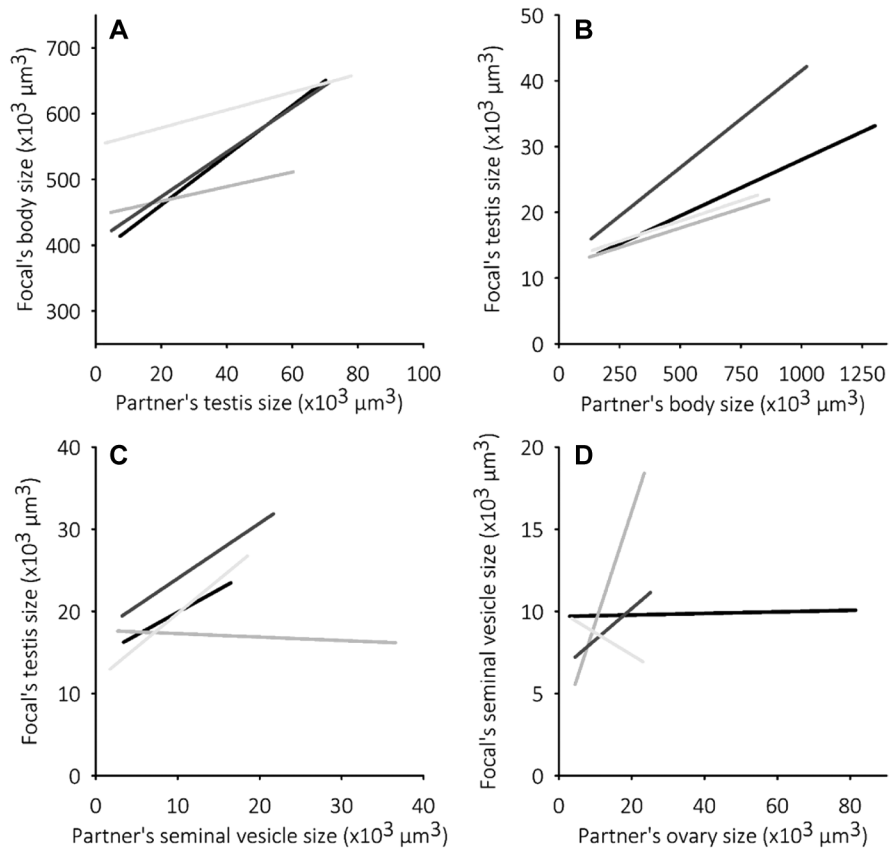 A
700
600
500
400
300
0 20 40 60 80 100
Focal's body size (x10³ µm³)
Partner's testis size (x10³ µm³)
B
50
40
30
20
10
0
0 250 500 750 1000 1250
Focal's testis size (x10³ µm³)
Partner's body size (x10³ µm³)
C
40
30
20
10
0
0 10 20 30 40
Focal's testis size (x10³ µm³)
Partner's seminal vesicle size (x10³ µm³)
D
20
15
10
5
0
0 20 40 60 80
Focal's seminal vesicle size (x10³ µm³)
Partner's ovary size (x10³ µm³)